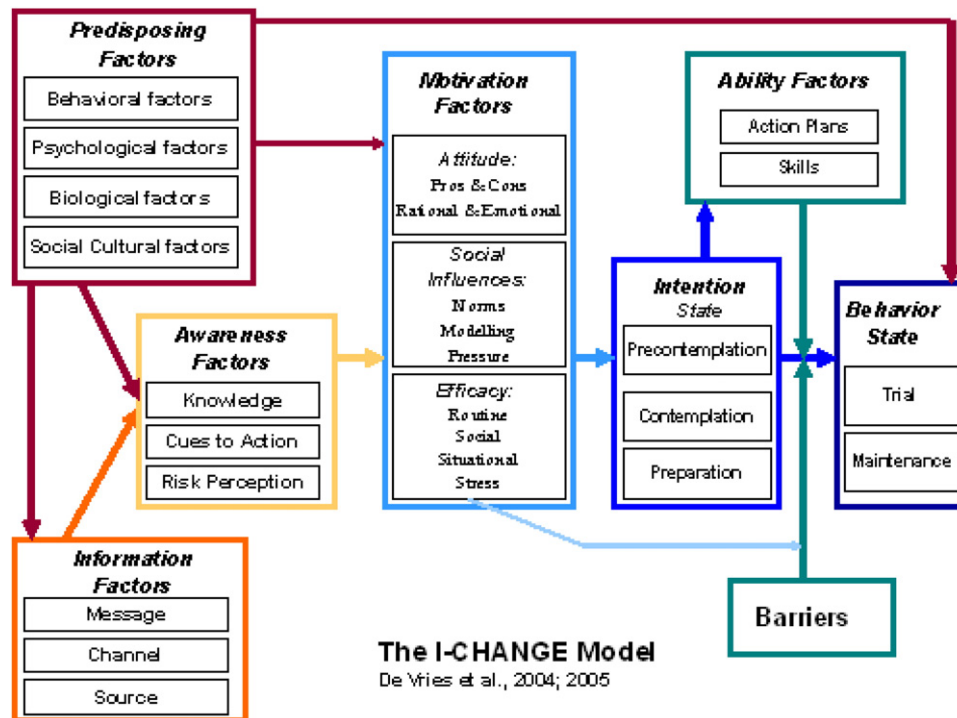 Predisposing
Factors
Behavioral factors
Psychological factors
Biological factors
Social Cultural factors
Awareness
Factors
Knowledge
Cues to Action
Risk Perception
Information
Factors
Message
Channel
Source
Motivation
Factors
Attitude:
Pros & Cons
Rational & Emotional
Social
Influences:
Norms
Modelling
Pressure
Efficacy:
Routine
Social
Situational
Stress
Intention
State
Precontemplation
Contemplation
Preparation
Ability Factors
Action Plans
Skills
Behavior
State
Trial
Maintenance
Barriers
The I-CHANGE Model
De Vries et al., 2004; 2005